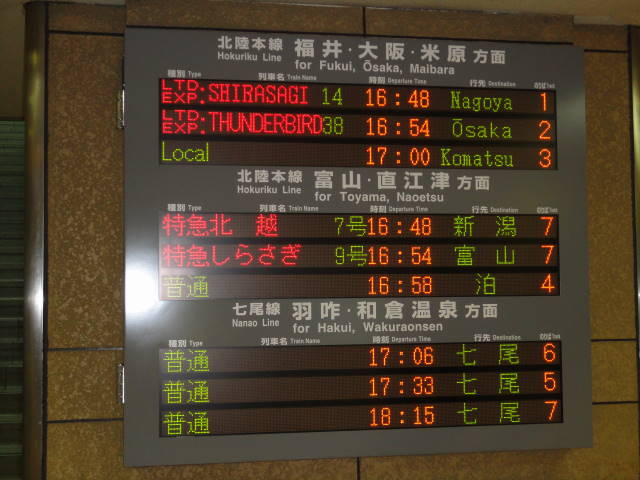 北陸本線 福井・大阪・米原 方面
Hokuriku Line for Fukui, Ōsaka, Maibara
種別 Type 列車名 Train Name 時刻 Departure Time 行先 Destination のりば No.
LTD. EXP. SHIRASAGI 14 16:48 Nagoya 1
LTD. EXP. THUNDERBIRD 38 16:54 Ōsaka 2
Local 17:00 Komatsu 3
北陸本線 富山・直江津 方面
Hokuriku Line for Toyama, Naoetsu
種別 Type 列車名 Train Name 時刻 Departure Time 行先 Destination のりば No.
特急 北越 7号 16:48 新潟 7
特急 しらさぎ 9号 16:54 富山 7
普通 16:58 泊 4
七尾線 羽咋・和倉温泉 方面
Nanao Line for Hakui, Wakuraonsen
種別 Type 列車名 Train Name 時刻 Departure Time 行先 Destination のりば No.
普通 17:06 七尾 6
普通 17:33 七尾 5
普通 18:15 七尾 7